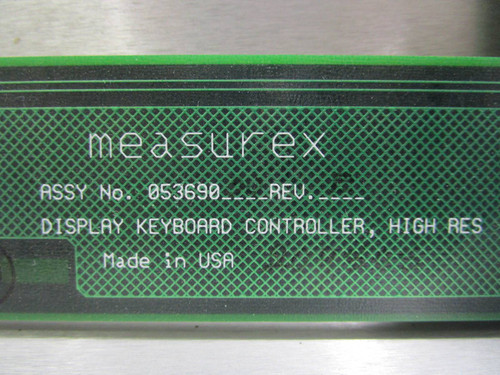 measurex
ASSY No. 053690____REV.____
DISPLAY KEYBOARD CONTROLLER, HIGH RES
Made in USA